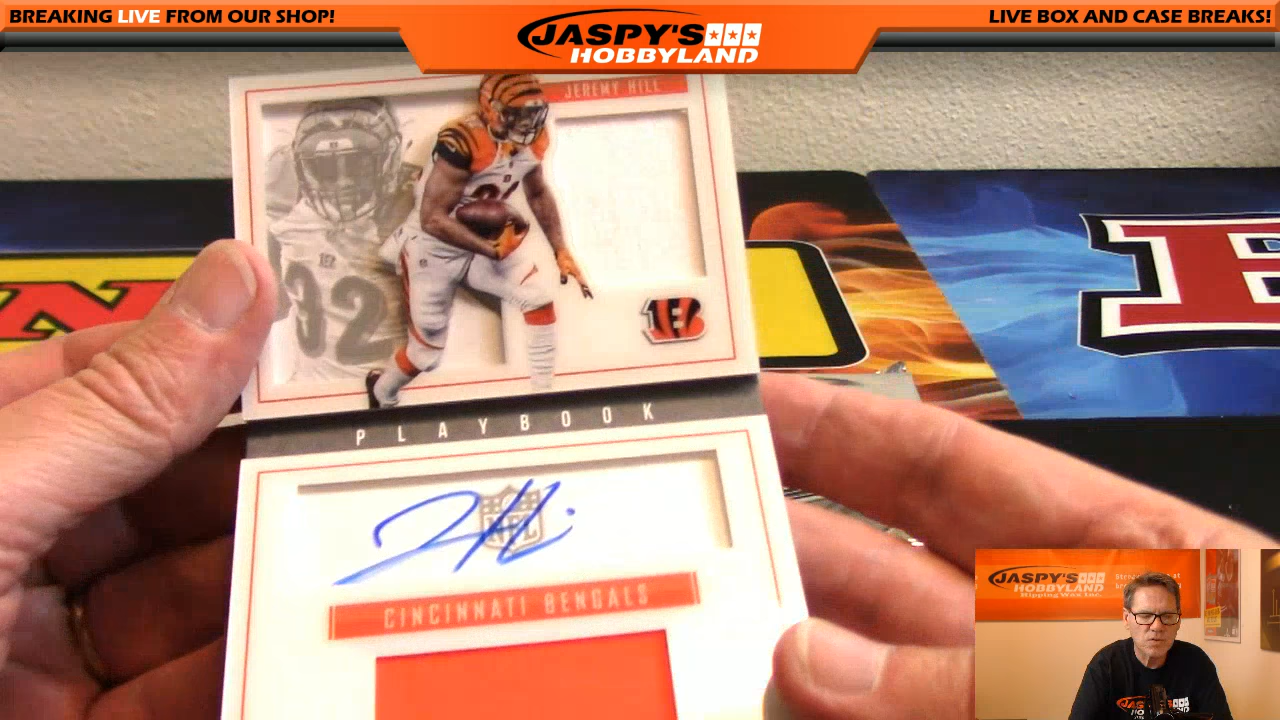 BREAKING LIVE FROM OUR SHOP!
JASPY'S
HOBBYLAND
LIVE BOX AND CASE BREAKS!
JEREMY HILL
32
PLAYBOOK
NFL
CINCINNATI BENGALS
JASPY'S
HOBBYLAND